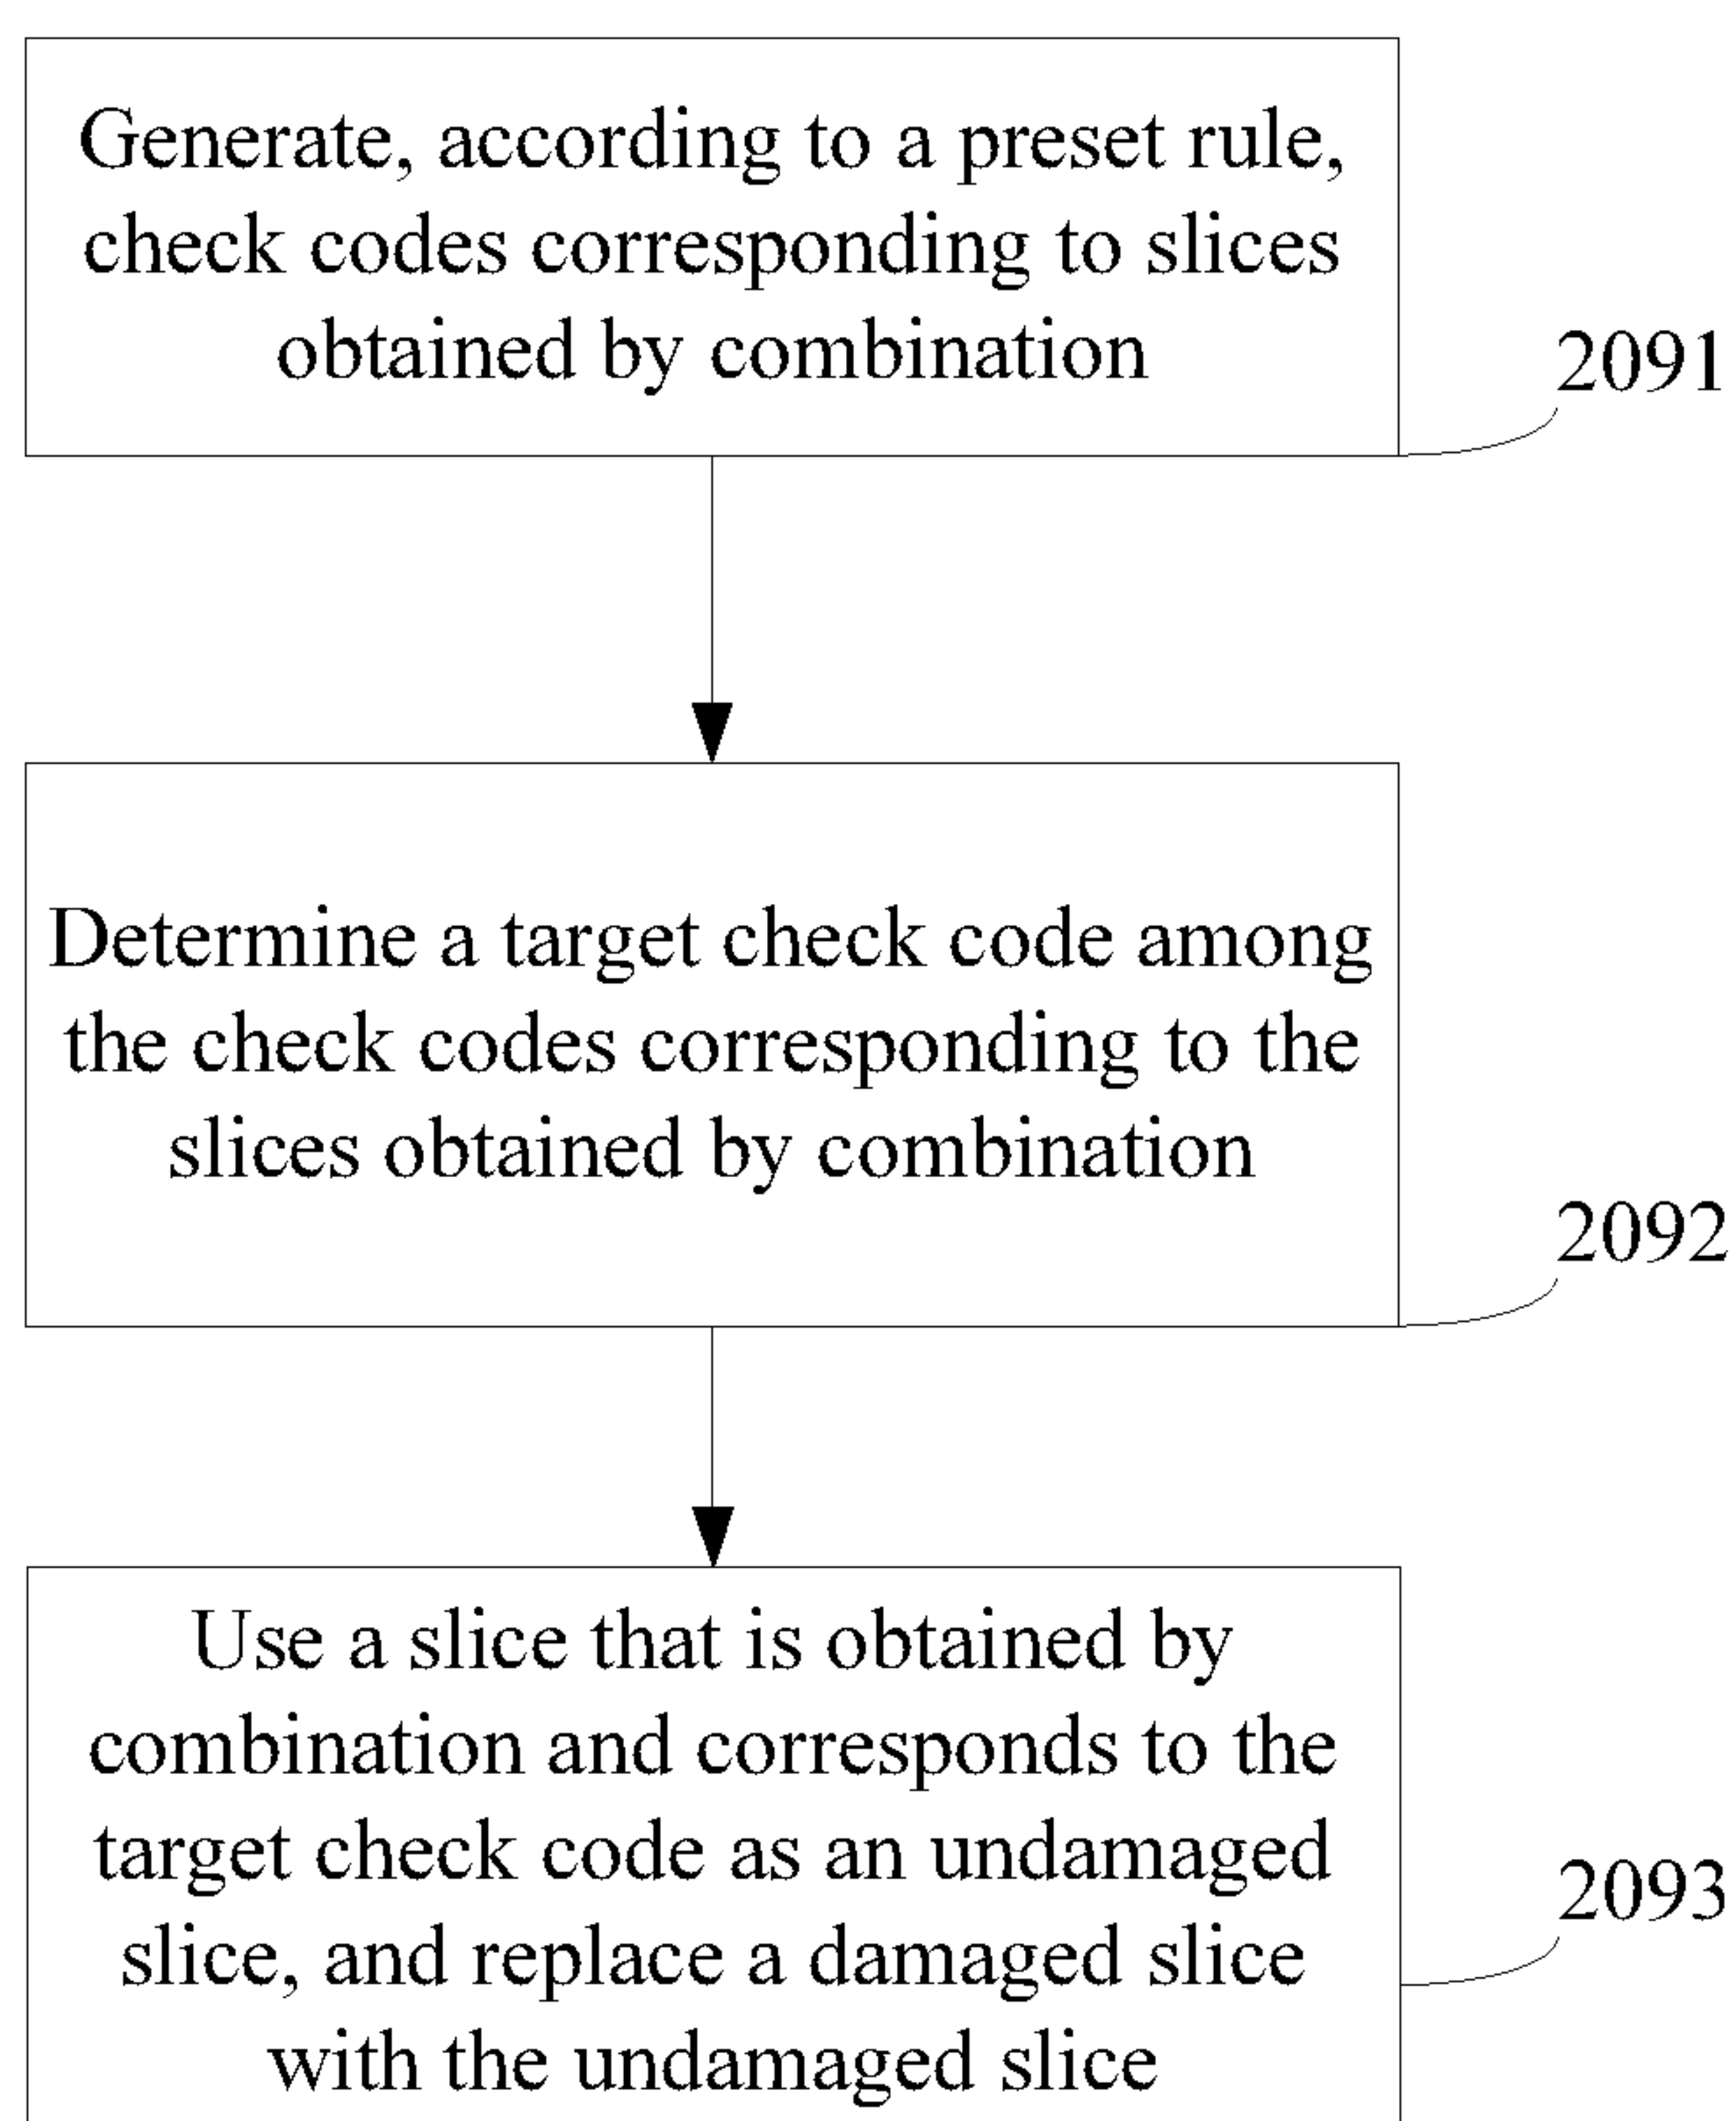 Generate, according to a preset rule,
check codes corresponding to slices
obtained by combination
2091
Determine a target check code among
the check codes corresponding to the
slices obtained by combination
2092
Use a slice that is obtained by
combination and corresponds to the
target check code as an undamaged
slice, and replace a damaged slice
with the undamaged slice
2093